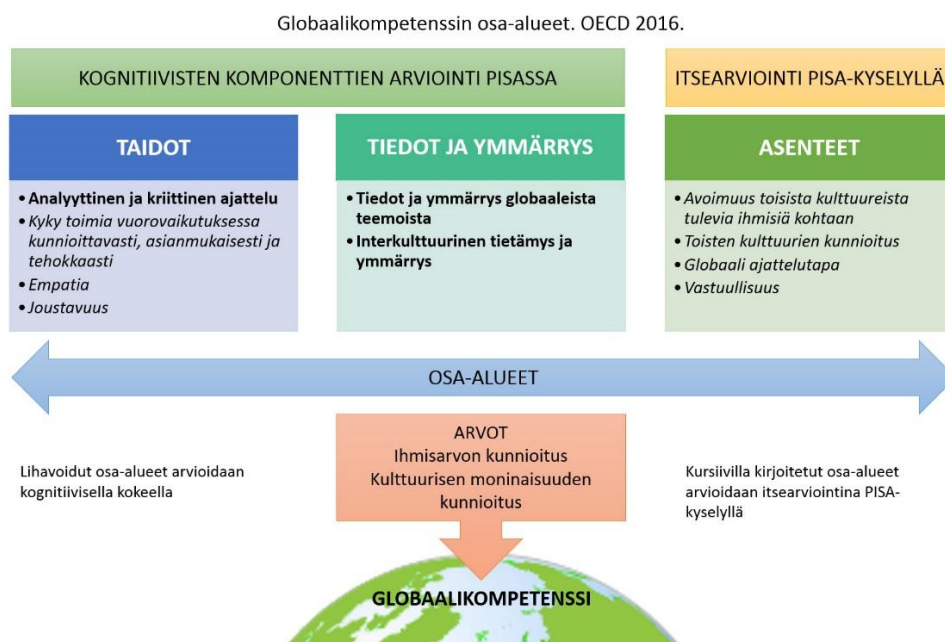 Globaalikompetenssin osa-alueet. OECD 2016.
KOGNITIIVISTEN KOMPONENTTIEN ARVIOINTI PISASSA
ITSEARVIOINTI PISA-KYSELYLLÄ
TAIDOT
• Analyyttinen ja kriittinen ajattelu
• Kyky toimia vuorovaikutuksessa
kunnioittavasti, asianmukaisesti ja
tehokkaasti
• Empatia
• Joustavuus
TIEDOT JA YMMÄRRYS
• Tiedot ja ymmärrys globaaleista
teemoista
• Interkulttuurinen tietämys ja
ymmärrys
ASENTEET
• Avoimuus toisista kulttuureista
tulevia ihmisiä kohtaan
• Toisten kulttuurien kunnioitus
• Globaali ajattelutapa
• Vastuullisuus
OSA-ALUEET
Lihavoidut osa-alueet arvioidaan
kognitiivisella kokeella
ARVOT
Ihmisarvon kunnioitus
Kulttuurisen moninaisuuden
kunnioitus
Kursiivilla kirjoitetut osa-alueet
arvioidaan itsearviointina PISA-
kyselyllä
GLOBAALIKOMPETENSSI